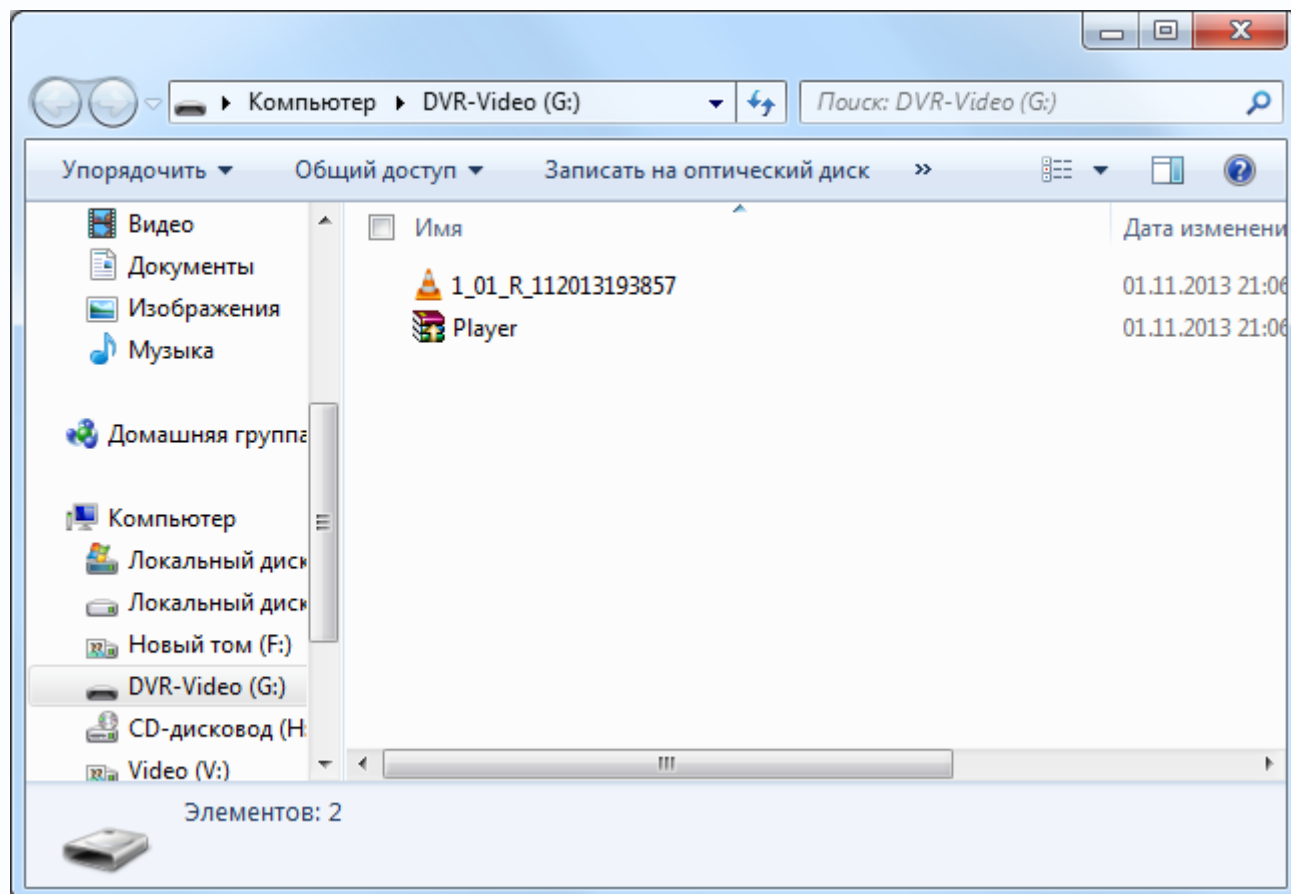 Компьютер ▸ DVR-Video (G:)
Поиск: DVR-Video (G:)
Упорядочить Общий доступ Записать на оптический диск »
Видео
Документы
Изображения
Музыка
Домашняя группа
Компьютер
Локальный диск
Локальный диск
Новый том (F:)
DVR-Video (G:)
CD-дисковод (H:
Video (V:)
Имя Дата изменени
1_01_R_112013193857 01.11.2013 21:06
Player 01.11.2013 21:06
Элементов: 2